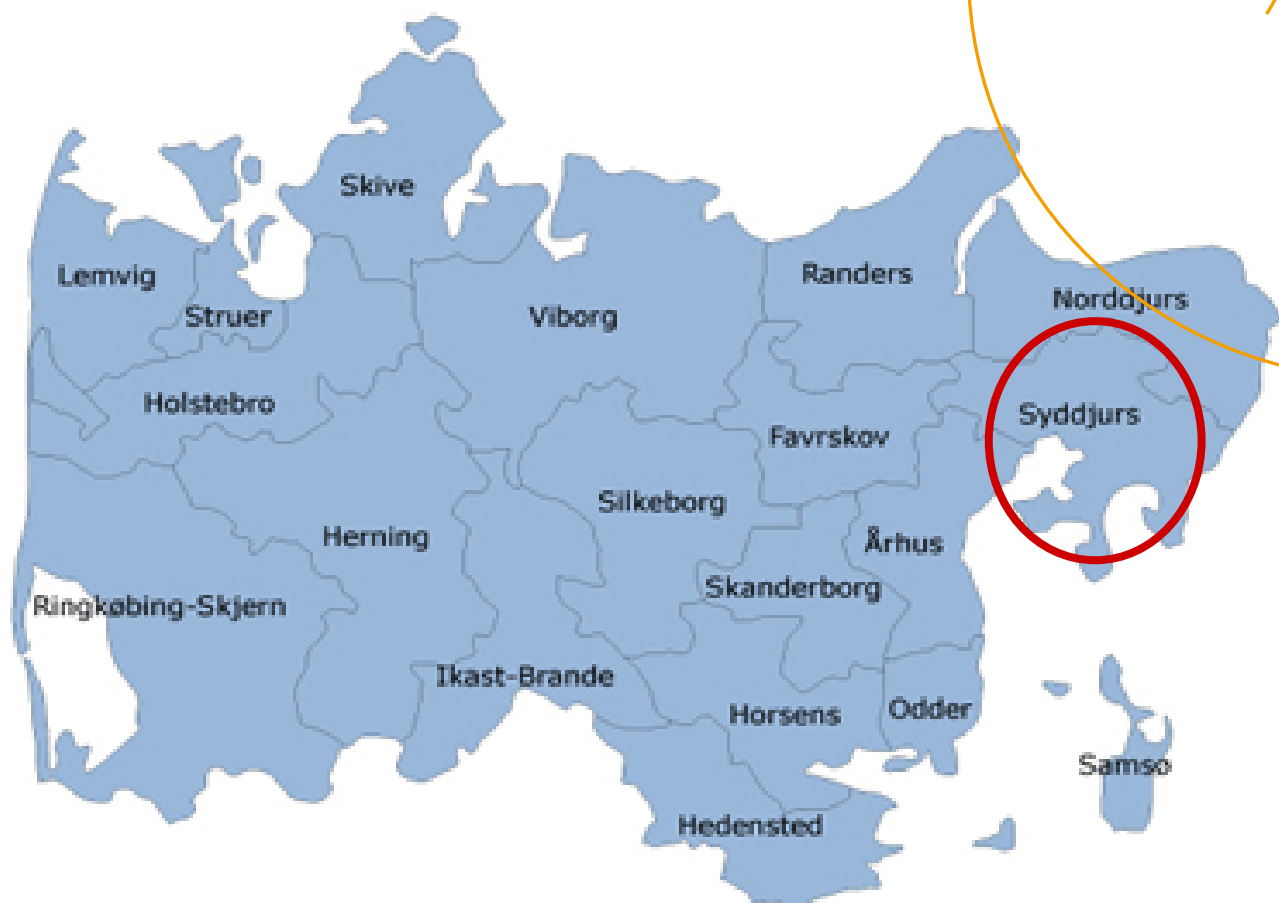 Skive
Lemvig
Struer
Viborg
Randers
Norddjurs
Holstebro
Favrskov
Syddjurs
Silkeborg
Herning
Århus
Skanderborg
Ringkøbing-Skjern
Ikast-Brande
Horsens
Odder
Samsø
Hedensted